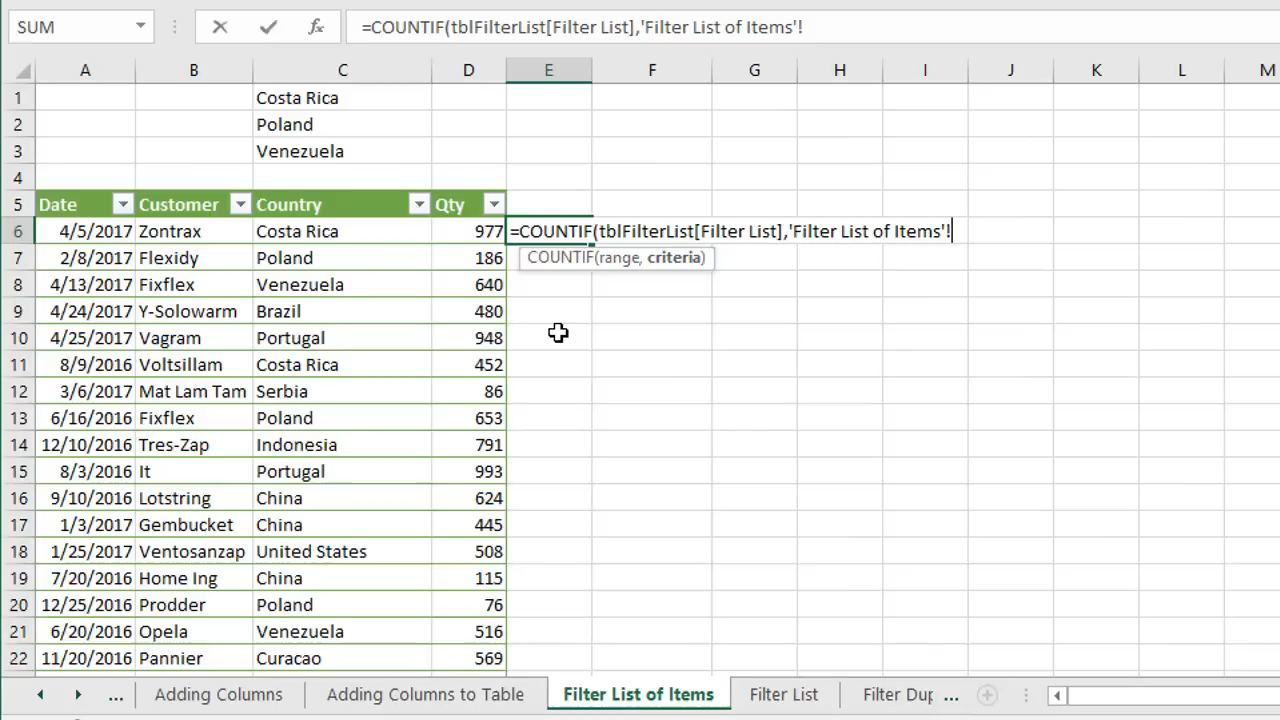 SUM =COUNTIF(tblFilterList[Filter List],'Filter List of Items'!
A B C D E F G H I J K L M
1 Costa Rica
2 Poland
3 Venezuela
4
5 Date Customer Country Qty
6 4/5/2017 Zontrax Costa Rica 977 =COUNTIF(tblFilterList[Filter List],'Filter List of Items'!
COUNTIF(range, criteria)
7 2/8/2017 Flexidy Poland 186
8 4/13/2017 Fixflex Venezuela 640
9 4/24/2017 Y-Solowarm Brazil 480
10 4/25/2017 Vagram Portugal 948
11 8/9/2016 Voltsillam Costa Rica 452
12 3/6/2017 Mat Lam Tam Serbia 86
13 6/16/2016 Fixflex Poland 653
14 12/10/2016 Tres-Zap Indonesia 791
15 8/3/2016 It Portugal 993
16 9/10/2016 Lotstring China 624
17 1/3/2017 Gembucket China 445
18 1/25/2017 Ventosanzap United States 508
19 7/20/2016 Home Ing China 115
20 12/25/2016 Prodder Poland 76
21 6/20/2016 Opela Venezuela 516
22 11/20/2016 Pannier Curacao 569
... Adding Columns Adding Columns to Table Filter List of Items Filter List Filter Dup ...